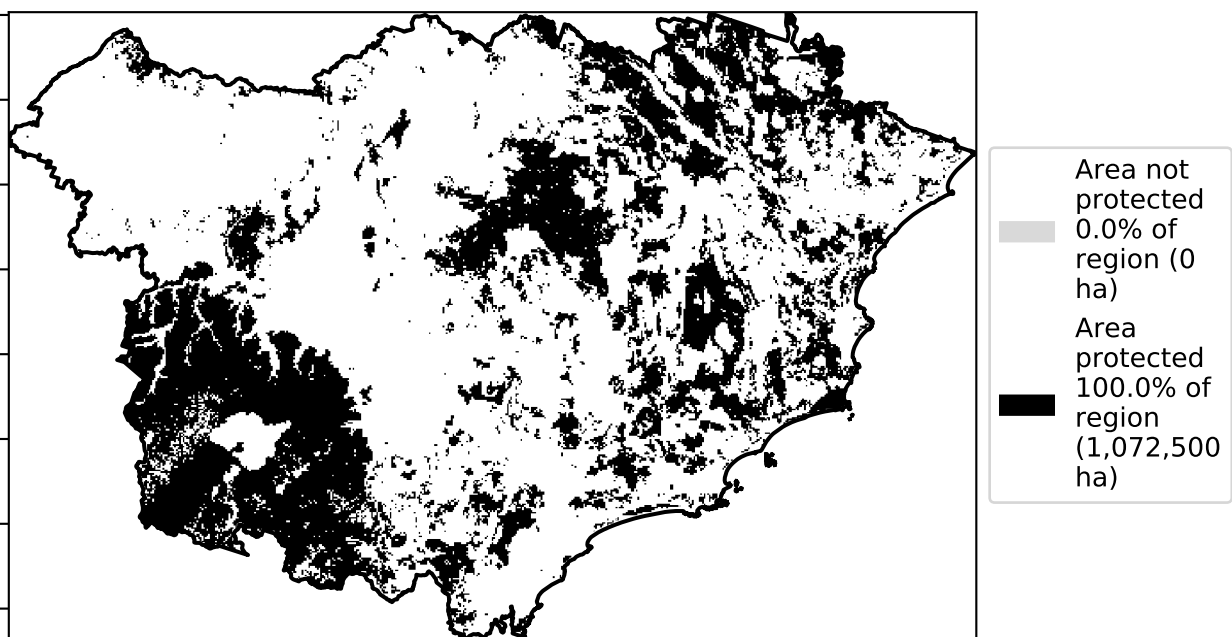 Area not
protected
0.0% of
region (0
ha)
Area
protected
100.0% of
region
(1,072,500
ha)